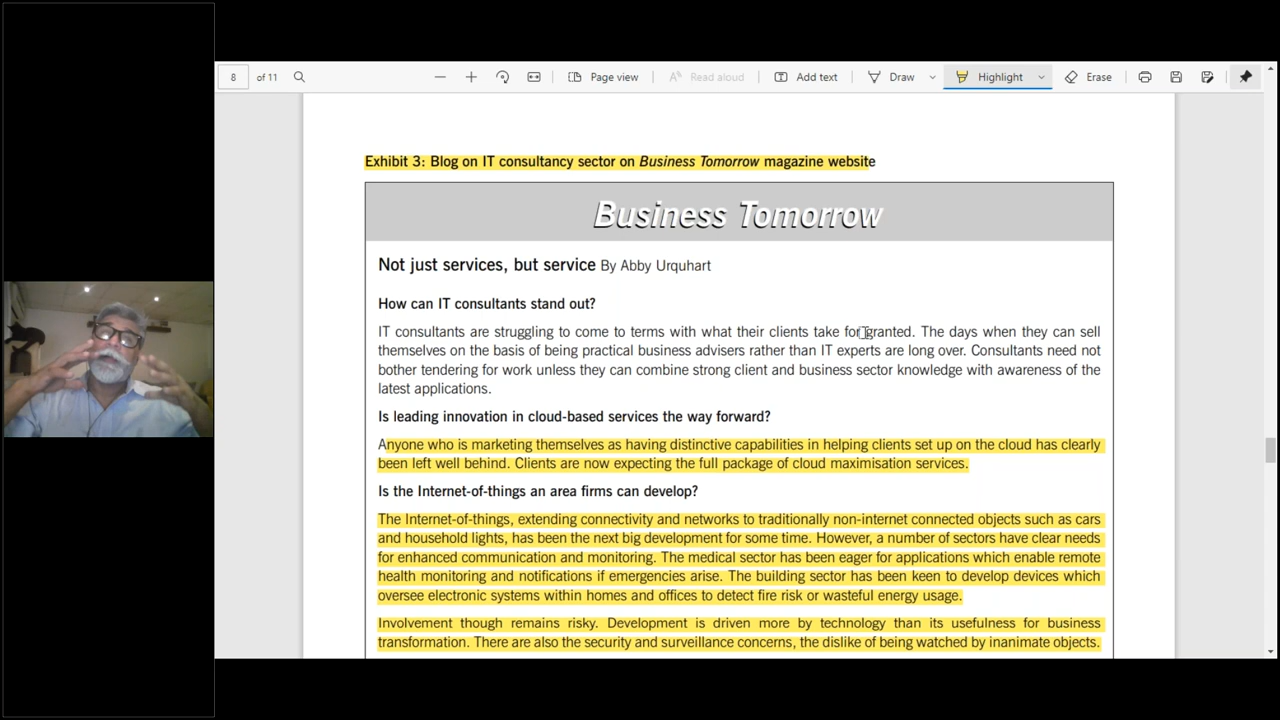 8 of 11 Page view Read aloud Add text Draw Highlight Erase
Exhibit 3: Blog on IT consultancy sector on Business Tomorrow magazine website
Business Tomorrow
Not just services, but service By Abby Urquhart
How can IT consultants stand out?
IT consultants are struggling to come to terms with what their clients take for granted. The days when they can sell
themselves on the basis of being practical business advisers rather than IT experts are long over. Consultants need not
bother tendering for work unless they can combine strong client and business sector knowledge with awareness of the
latest applications.
Is leading innovation in cloud-based services the way forward?
Anyone who is marketing themselves as having distinctive capabilities in helping clients set up on the cloud has clearly
been left well behind. Clients are now expecting the full package of cloud maximisation services.
Is the Internet-of-things an area firms can develop?
The Internet-of-things, extending connectivity and networks to traditionally non-internet connected objects such as cars
and household lights, has been the next big development for some time. However, a number of sectors have clear needs
for enhanced communication and monitoring. The medical sector has been eager for applications which enable remote
health monitoring and notifications if emergencies arise. The building sector has been keen to develop devices which
oversee electronic systems within homes and offices to detect fire risk or wasteful energy usage.
Involvement though remains risky. Development is driven more by technology than its usefulness for business
transformation. There are also the security and surveillance concerns, the dislike of being watched by inanimate objects.